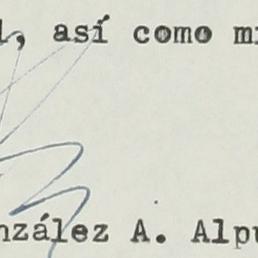 , así como
nzález A. Alpu